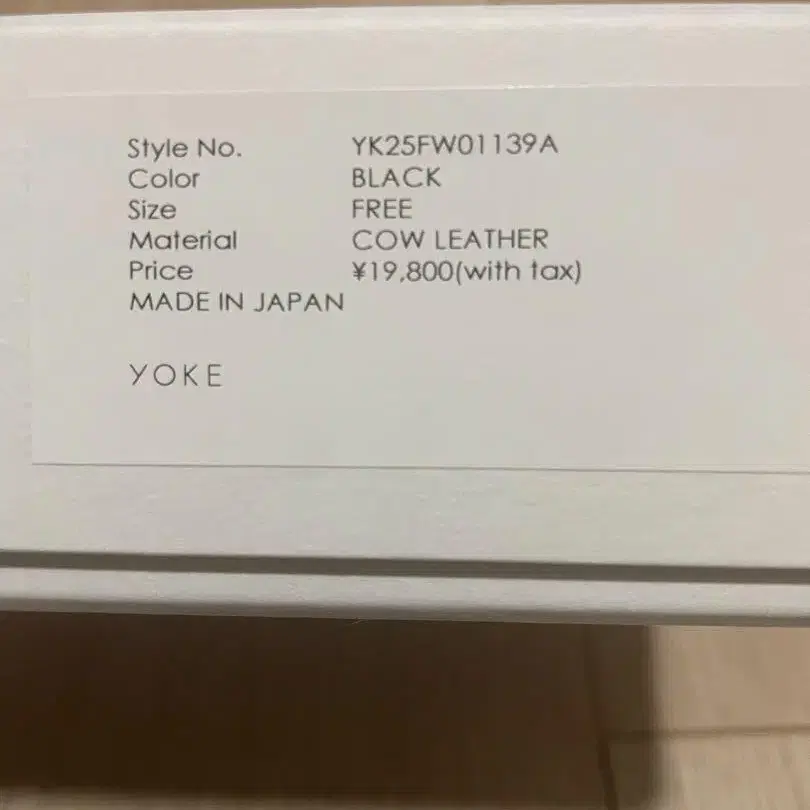 Style No. YK25FW01139A
Color BLACK
Size FREE
Material COW LEATHER
Price ¥19,800(with tax)
MADE IN JAPAN
YOKE